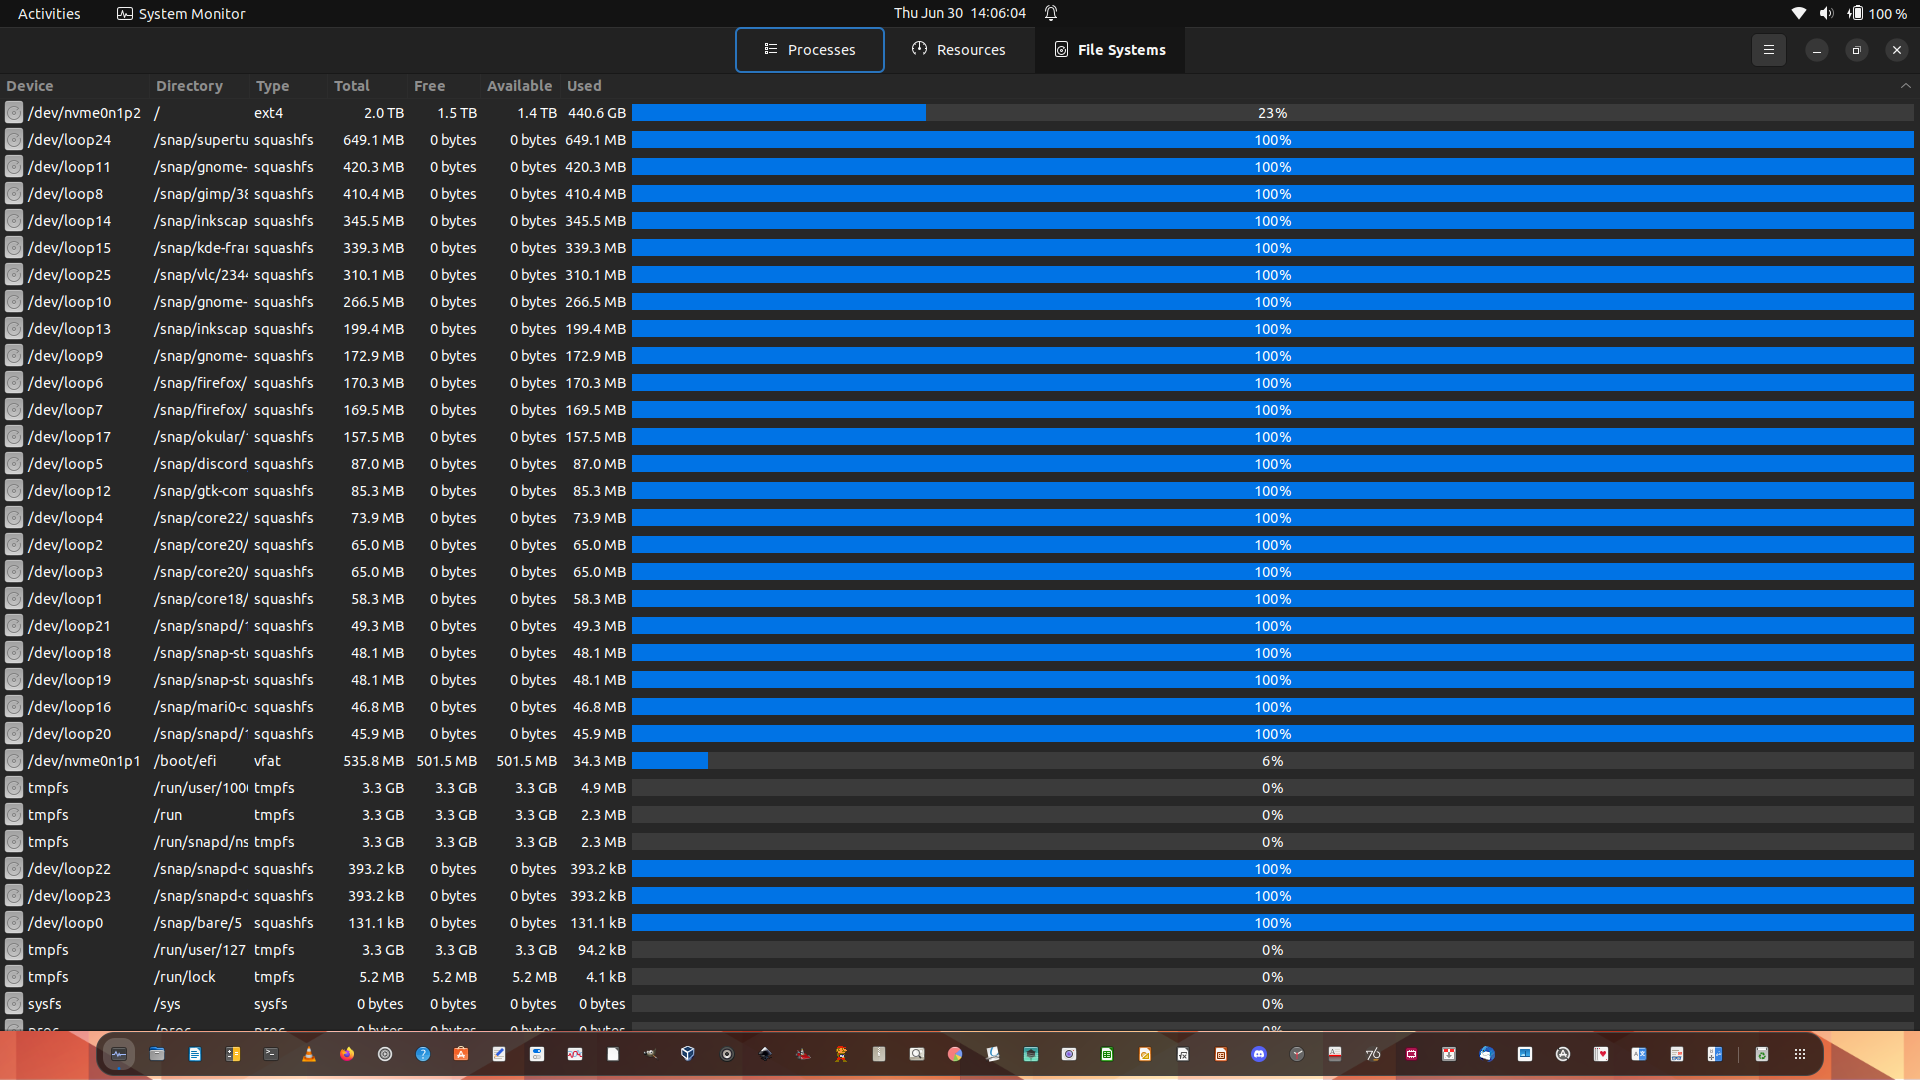 Activities System Monitor Thu Jun 30 14:06:04 100 %
Processes Resources File Systems
Device Directory Type Total Free Available Used
/dev/nvme0n1p2 / ext4 2.0 TB 1.5 TB 1.4 TB 440.6 GB 23%
/dev/loop24 /snap/supertu squashfs 649.1 MB 0 bytes 0 bytes 649.1 MB 100%
/dev/loop11 /snap/gnome- squashfs 420.3 MB 0 bytes 0 bytes 420.3 MB 100%
/dev/loop8 /snap/gimp/38 squashfs 410.4 MB 0 bytes 0 bytes 410.4 MB 100%
/dev/loop14 /snap/inkscap squashfs 345.5 MB 0 bytes 0 bytes 345.5 MB 100%
/dev/loop15 /snap/kde-fra squashfs 339.3 MB 0 bytes 0 bytes 339.3 MB 100%
/dev/loop25 /snap/vlc/2344 squashfs 310.1 MB 0 bytes 0 bytes 310.1 MB 100%
/dev/loop10 /snap/gnome- squashfs 266.5 MB 0 bytes 0 bytes 266.5 MB 100%
/dev/loop13 /snap/inkscap squashfs 199.4 MB 0 bytes 0 bytes 199.4 MB 100%
/dev/loop9 /snap/gnome- squashfs 172.9 MB 0 bytes 0 bytes 172.9 MB 100%
/dev/loop6 /snap/firefox/ squashfs 170.3 MB 0 bytes 0 bytes 170.3 MB 100%
/dev/loop7 /snap/firefox/ squashfs 169.5 MB 0 bytes 0 bytes 169.5 MB 100%
/dev/loop17 /snap/okular/1 squashfs 157.5 MB 0 bytes 0 bytes 157.5 MB 100%
/dev/loop5 /snap/discord squashfs 87.0 MB 0 bytes 0 bytes 87.0 MB 100%
/dev/loop12 /snap/gtk-com squashfs 85.3 MB 0 bytes 0 bytes 85.3 MB 100%
/dev/loop4 /snap/core22/ squashfs 73.9 MB 0 bytes 0 bytes 73.9 MB 100%
/dev/loop2 /snap/core20/ squashfs 65.0 MB 0 bytes 0 bytes 65.0 MB 100%
/dev/loop3 /snap/core20/ squashfs 65.0 MB 0 bytes 0 bytes 65.0 MB 100%
/dev/loop1 /snap/core18/ squashfs 58.3 MB 0 bytes 0 bytes 58.3 MB 100%
/dev/loop21 /snap/snapd/1 squashfs 49.3 MB 0 bytes 0 bytes 49.3 MB 100%
/dev/loop18 /snap/snap-sto squashfs 48.1 MB 0 bytes 0 bytes 48.1 MB 100%
/dev/loop19 /snap/snap-sto squashfs 48.1 MB 0 bytes 0 bytes 48.1 MB 100%
/dev/loop16 /snap/mari0-c squashfs 46.8 MB 0 bytes 0 bytes 46.8 MB 100%
/dev/loop20 /snap/snapd/1 squashfs 45.9 MB 0 bytes 0 bytes 45.9 MB 100%
/dev/nvme0n1p1 /boot/efi vfat 535.8 MB 501.5 MB 501.5 MB 34.3 MB 6%
tmpfs /run/user/1000 tmpfs 3.3 GB 3.3 GB 3.3 GB 4.9 MB 0%
tmpfs /run tmpfs 3.3 GB 3.3 GB 3.3 GB 2.3 MB 0%
tmpfs /run/snapd/ns tmpfs 3.3 GB 3.3 GB 3.3 GB 2.3 MB 0%
/dev/loop22 /snap/snapd-c squashfs 393.2 kB 0 bytes 0 bytes 393.2 kB 100%
/dev/loop23 /snap/snapd-c squashfs 393.2 kB 0 bytes 0 bytes 393.2 kB 100%
/dev/loop0 /snap/bare/5 squashfs 131.1 kB 0 bytes 0 bytes 131.1 kB 100%
tmpfs /run/user/127 tmpfs 3.3 GB 3.3 GB 3.3 GB 94.2 kB 0%
tmpfs /run/lock tmpfs 5.2 MB 5.2 MB 5.2 MB 4.1 kB 0%
sysfs /sys sysfs 0 bytes 0 bytes 0 bytes 0 bytes 0%
proc /proc proc 0 bytes 0 bytes 0 bytes 0 bytes 0%